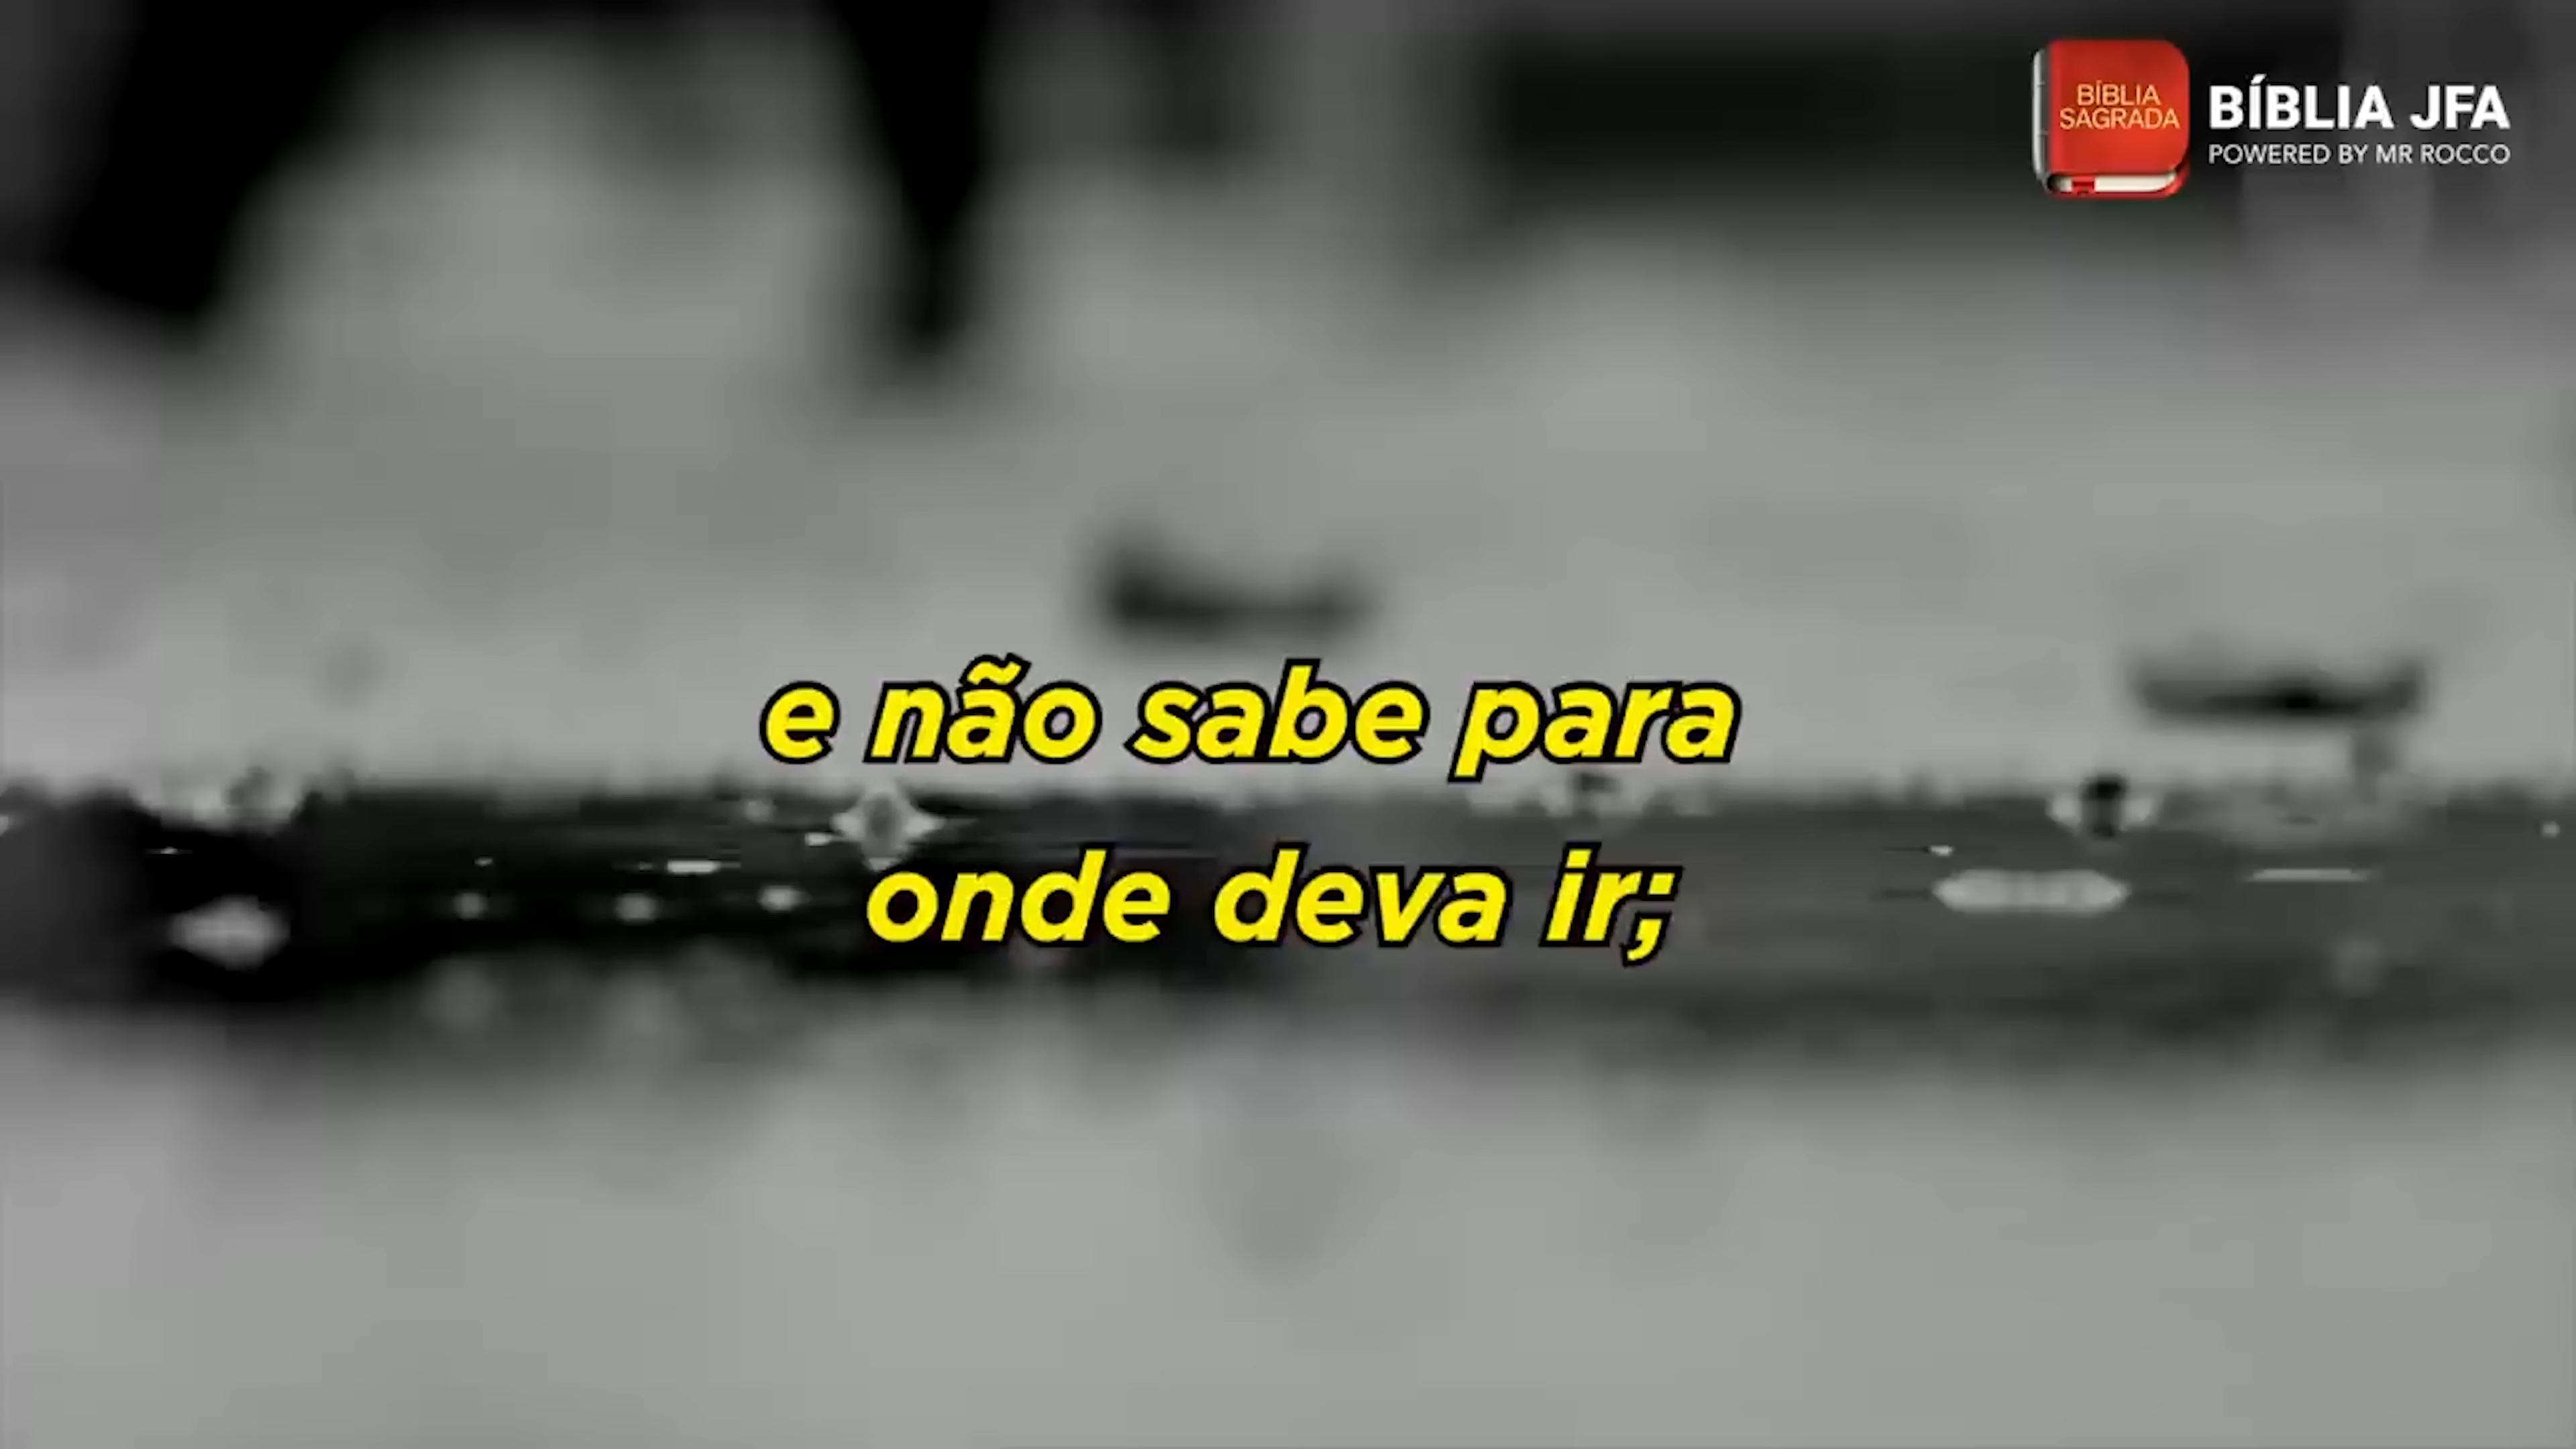 BÍBLIA
SAGRADA
BÍBLIA JFA
POWERED BY MR ROCCO
e não sabe para
onde deva ir;